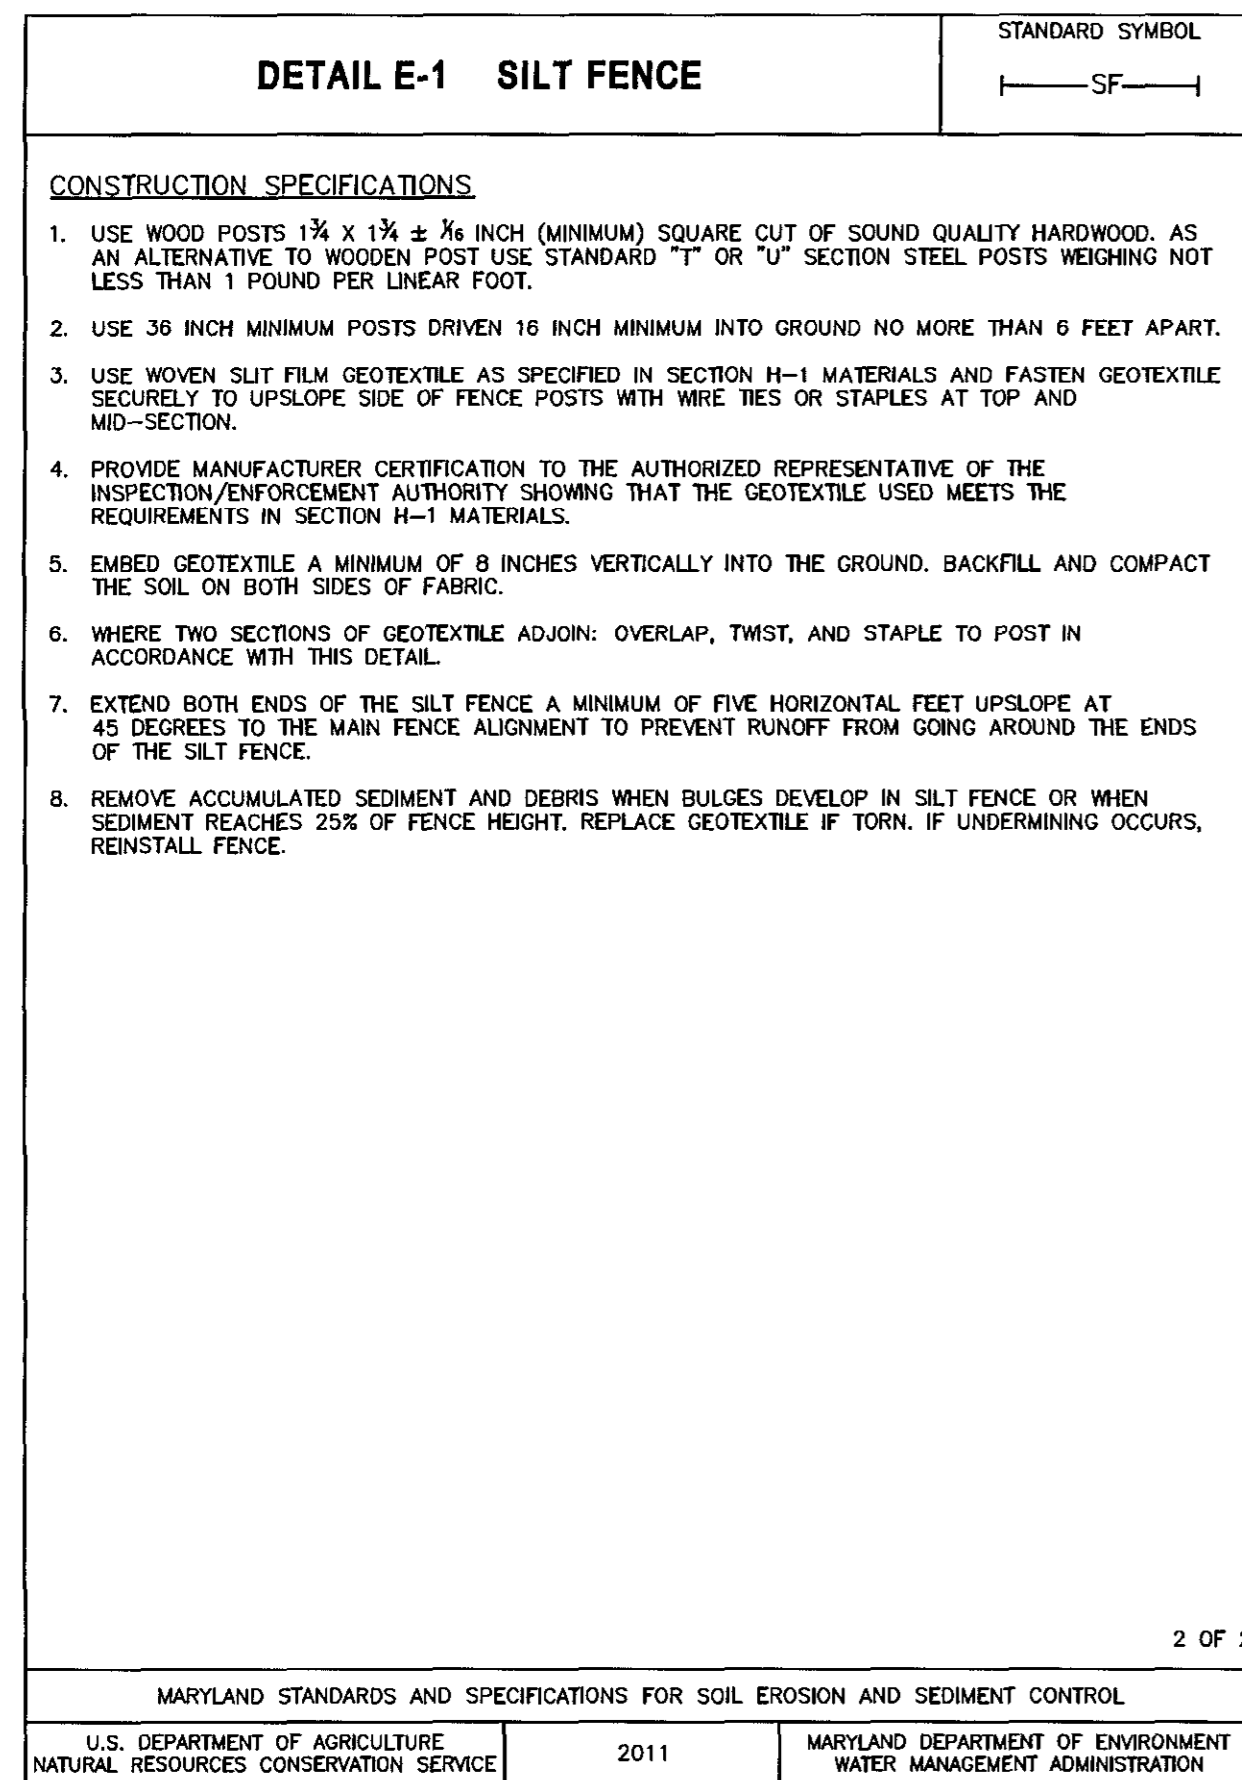 STANDARD SYMBOL
DETAIL E-1 SILT FENCE
SF
CONSTRUCTION SPECIFICATIONS
1. USE WOOD POSTS 1¾ X 1¾ ± 1⁄16 INCH (MINIMUM) SQUARE CUT OF SOUND QUALITY HARDWOOD. AS
AN ALTERNATIVE TO WOODEN POST USE STANDARD "T" OR "U" SECTION STEEL POSTS WEIGHING NOT
LESS THAN 1 POUND PER LINEAR FOOT.
2. USE 36 INCH MINIMUM POSTS DRIVEN 16 INCH MINIMUM INTO GROUND NO MORE THAN 6 FEET APART.
3. USE WOVEN SLIT FILM GEOTEXTILE AS SPECIFIED IN SECTION H-1 MATERIALS AND FASTEN GEOTEXTILE
SECURELY TO UPSLOPE SIDE OF FENCE POSTS WITH WIRE TIES OR STAPLES AT TOP AND
MID-SECTION.
4. PROVIDE MANUFACTURER CERTIFICATION TO THE AUTHORIZED REPRESENTATIVE OF THE
INSPECTION/ENFORCEMENT AUTHORITY SHOWING THAT THE GEOTEXTILE USED MEETS THE
REQUIREMENTS IN SECTION H-1 MATERIALS.
5. EMBED GEOTEXTILE A MINIMUM OF 8 INCHES VERTICALLY INTO THE GROUND. BACKFILL AND COMPACT
THE SOIL ON BOTH SIDES OF FABRIC.
6. WHERE TWO SECTIONS OF GEOTEXTILE ADJOIN: OVERLAP, TWIST, AND STAPLE TO POST IN
ACCORDANCE WITH THIS DETAIL.
7. EXTEND BOTH ENDS OF THE SILT FENCE A MINIMUM OF FIVE HORIZONTAL FEET UPSLOPE AT
45 DEGREES TO THE MAIN FENCE ALIGNMENT TO PREVENT RUNOFF FROM GOING AROUND THE ENDS
OF THE SILT FENCE.
8. REMOVE ACCUMULATED SEDIMENT AND DEBRIS WHEN BULGES DEVELOP IN SILT FENCE OR WHEN
SEDIMENT REACHES 25% OF FENCE HEIGHT. REPLACE GEOTEXTILE IF TORN. IF UNDERMINING OCCURS,
REINSTALL FENCE.
2 OF 2
MARYLAND STANDARDS AND SPECIFICATIONS FOR SOIL EROSION AND SEDIMENT CONTROL
U.S. DEPARTMENT OF AGRICULTURE
NATURAL RESOURCES CONSERVATION SERVICE
2011
MARYLAND DEPARTMENT OF ENVIRONMENT
WATER MANAGEMENT ADMINISTRATION